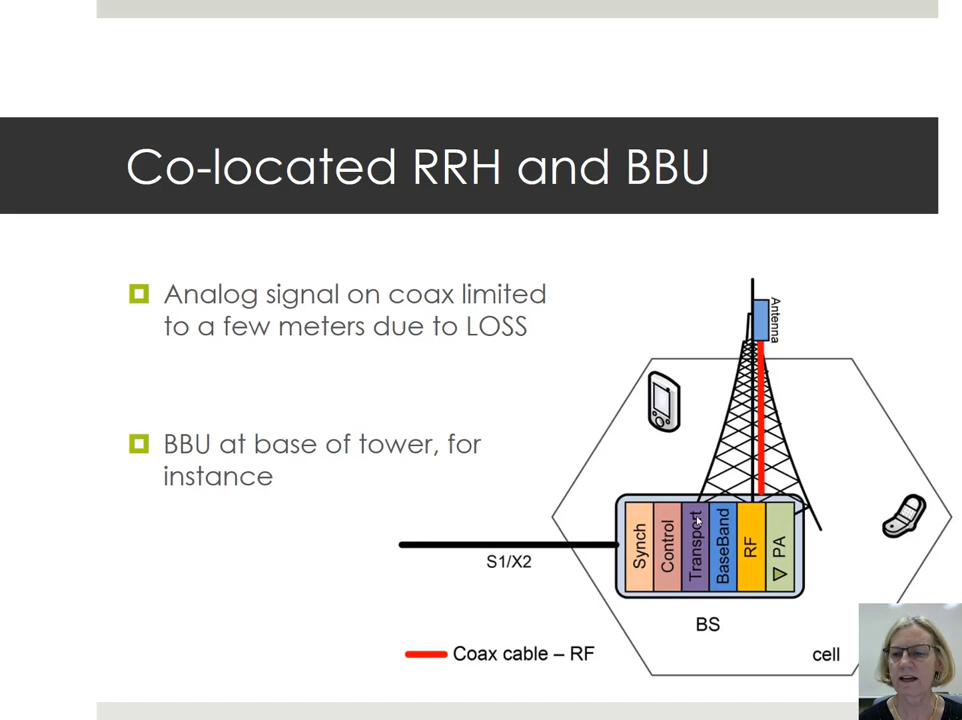 Co-located RRH and BBU
Analog signal on coax limited
to a few meters due to LOSS
BBU at base of tower, for
instance
Antenna
Synch
Control
Transport
BaseBand
RF
PA
S1/X2
BS
Coax cable – RF
cell